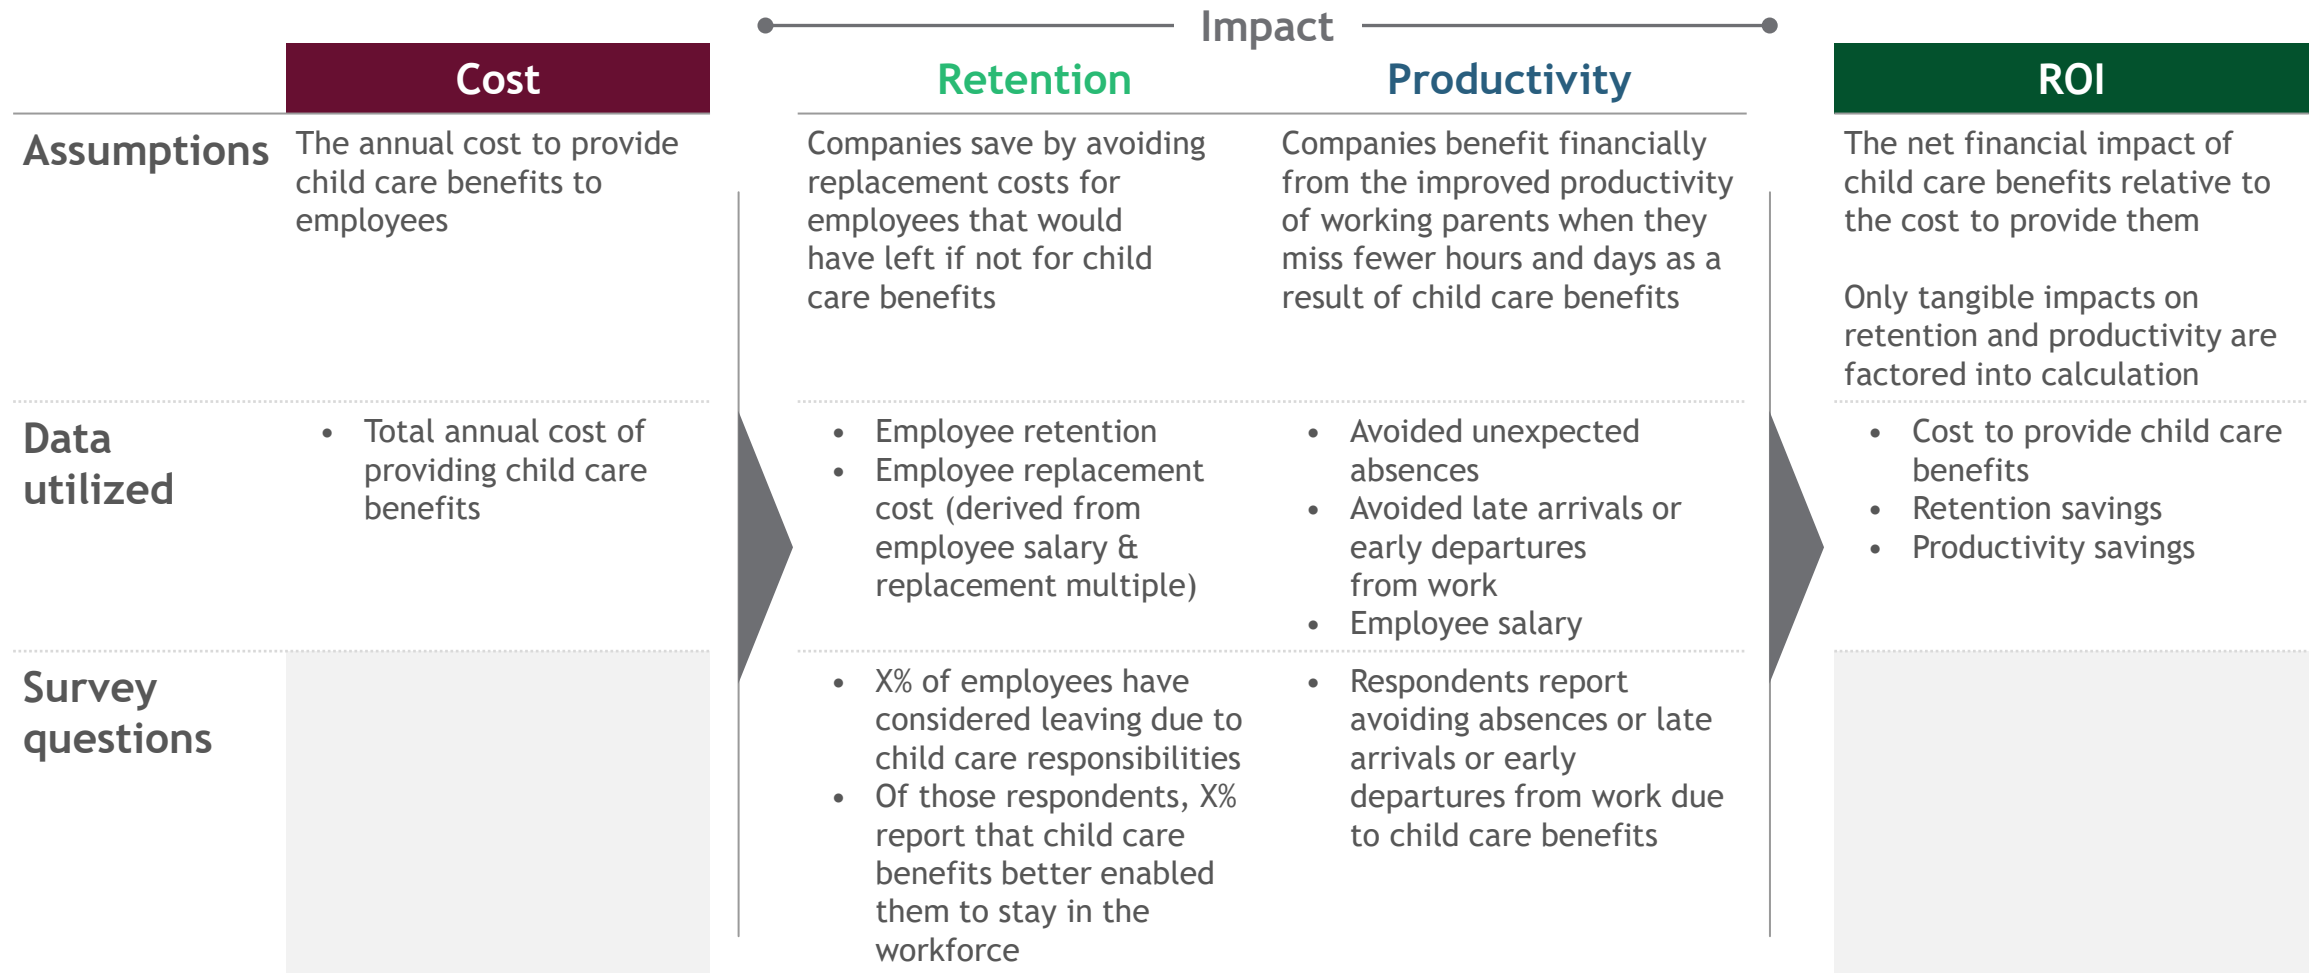 Impact
Cost
Retention
Productivity
ROI
Assumptions
The annual cost to provide
child care benefits to
employees
Companies save by avoiding
replacement costs for
employees that would
have left if not for child
care benefits
Companies benefit financially
from the improved productivity
of working parents when they
miss fewer hours and days as a
result of child care benefits
The net financial impact of
child care benefits relative to
the cost to provide them
Only tangible impacts on
retention and productivity are
factored into calculation
Data
utilized
• Total annual cost of
providing child care
benefits
• Employee retention
• Employee replacement
cost (derived from
employee salary &
replacement multiple)
• Avoided unexpected
absences
• Avoided late arrivals or
early departures
from work
• Employee salary
• Cost to provide child care
benefits
• Retention savings
• Productivity savings
Survey
questions
• X% of employees have
considered leaving due to
child care responsibilities
• Of those respondents, X%
report that child care
benefits better enabled
them to stay in the
workforce
• Respondents report
avoiding absences or late
arrivals or early
departures from work due
to child care benefits